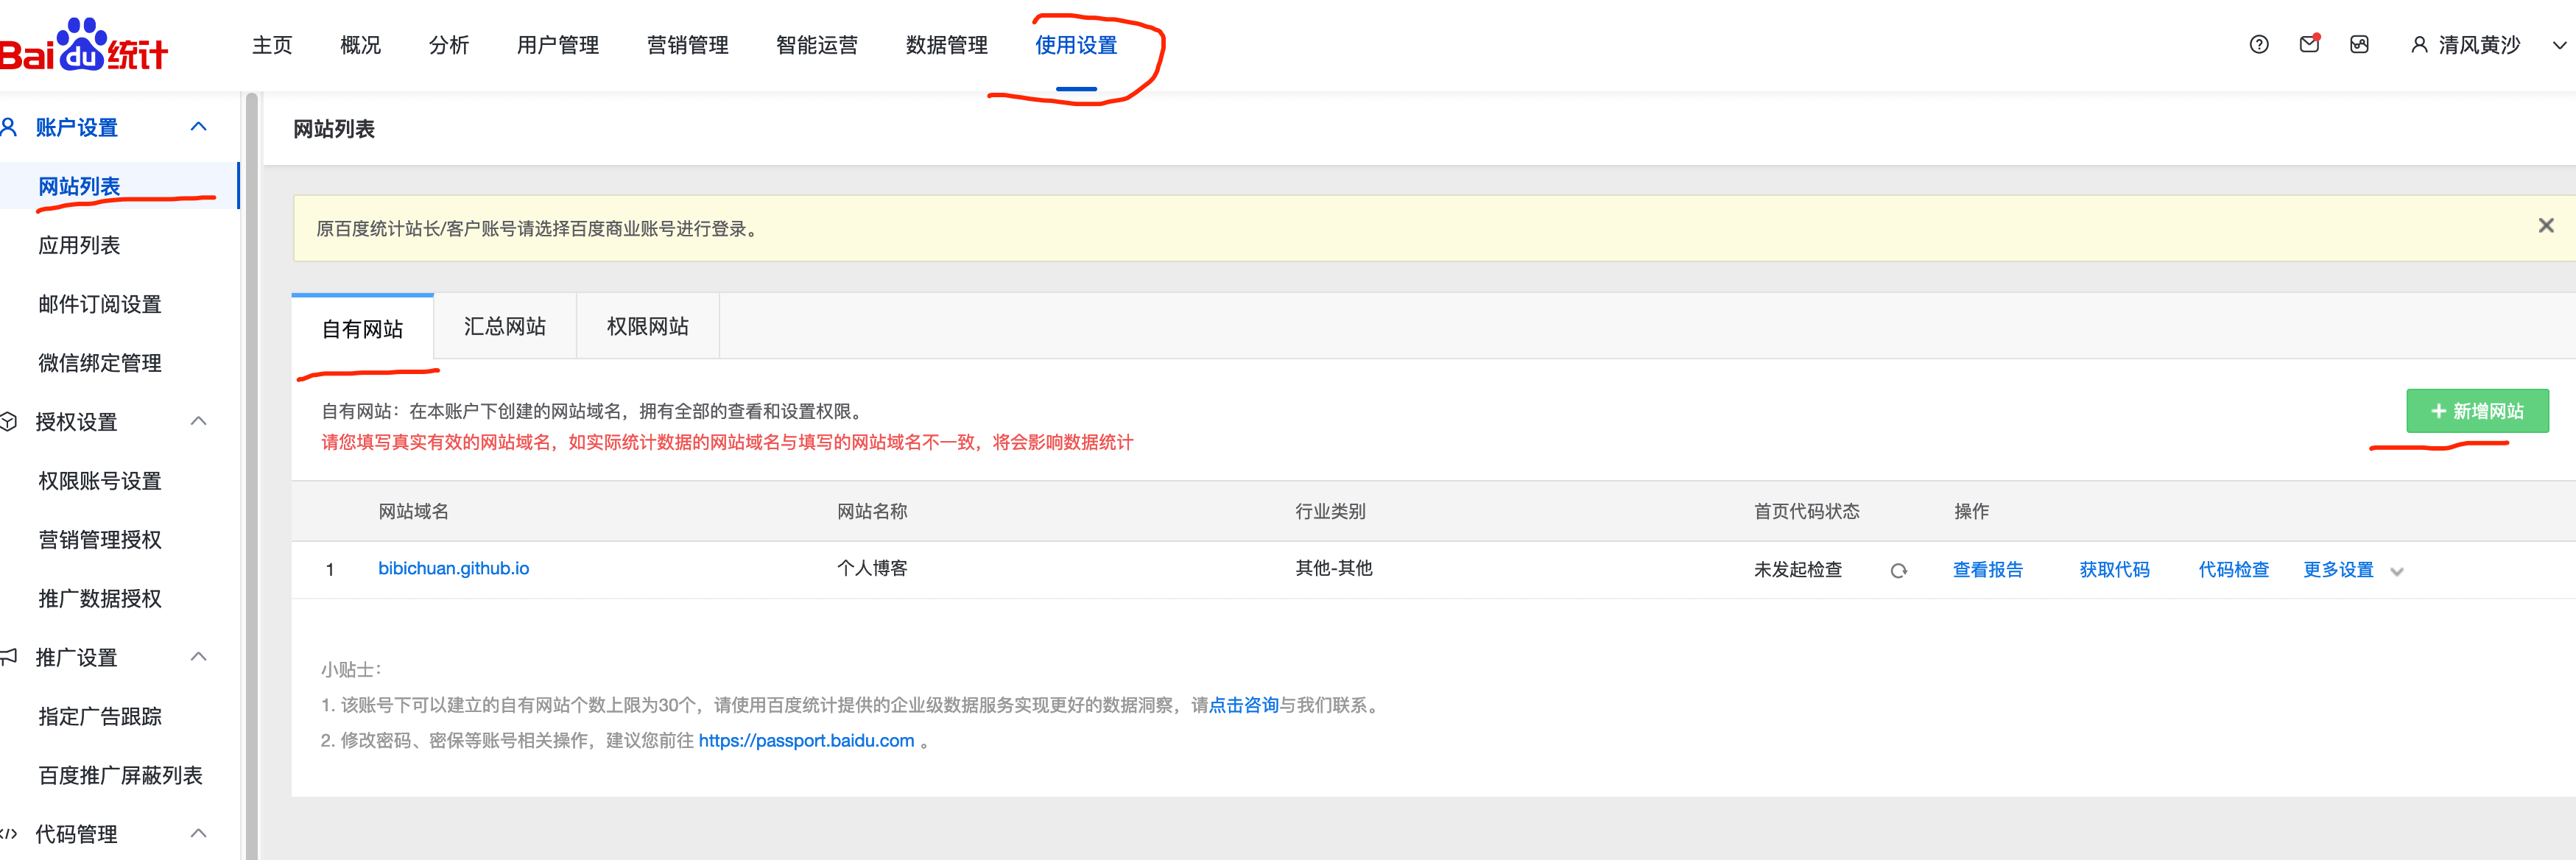 Baidu统计
主页 概况 分析 用户管理 营销管理 智能运营 数据管理 使用设置 清风黄沙
账户设置
网站列表
应用列表
邮件订阅设置
微信绑定管理
授权设置
权限账号设置
营销管理授权
推广数据授权
推广设置
指定广告跟踪
百度推广屏蔽列表
代码管理
网站列表
原百度统计站长/客户账号请选择百度商业账号进行登录。
自有网站 汇总网站 权限网站
自有网站：在本账户下创建的网站域名，拥有全部的查看和设置权限。
请您填写真实有效的网站域名，如实际统计数据的网站域名与填写的网站域名不一致，将会影响数据统计
+ 新增网站
网站域名 网站名称 行业类别 首页代码状态 操作
1 bibichuan.github.io 个人博客 其他-其他 未发起检查 查看报告 获取代码 代码检查 更多设置
小贴士：
1. 该账号下可以建立的自有网站个数上限为30个，请使用百度统计提供的企业级数据服务实现更好的数据洞察，请点击咨询与我们联系。
2. 修改密码、密保等账号相关操作，建议您前往 https://passport.baidu.com 。